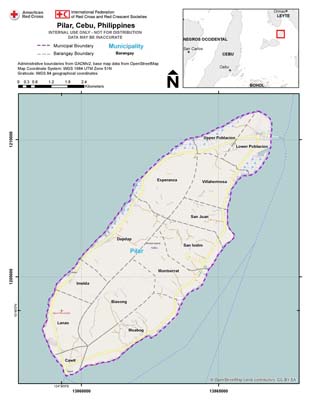 American
Red Cross
International Federation
of Red Cross and Red Crescent Societies
Pilar, Cebu, Philippines
INTERNAL USE ONLY - NOT FOR DISTRIBUTION
DATA MAY BE INACCURATE
Municipal Boundary
Municipality
Barangay Boundary
Barangay
Administrative boundaries from GADMv2, base map data from OpenStreetMap
Map Coordinate System: WGS 1984 UTM Zone 51N
Graticule: WGS 84 geographical coordinates
0 0.3 0.6 1.2 1.8 2.4
Kilometers
N
Ormoc
LEYTE
NEGROS OCCIDENTAL
San Carlos
CEBU
Cebu
BOHOL
Upper Poblacion
Lower Poblacion
Esperanza
Villahermosa
San Juan
Dapdap
San Isidro
Pilar
Montserrat
Imelda
Biasong
Lanao
Moabog
Cawit
© OpenStreetMap (and) contributors, CC-BY-SA